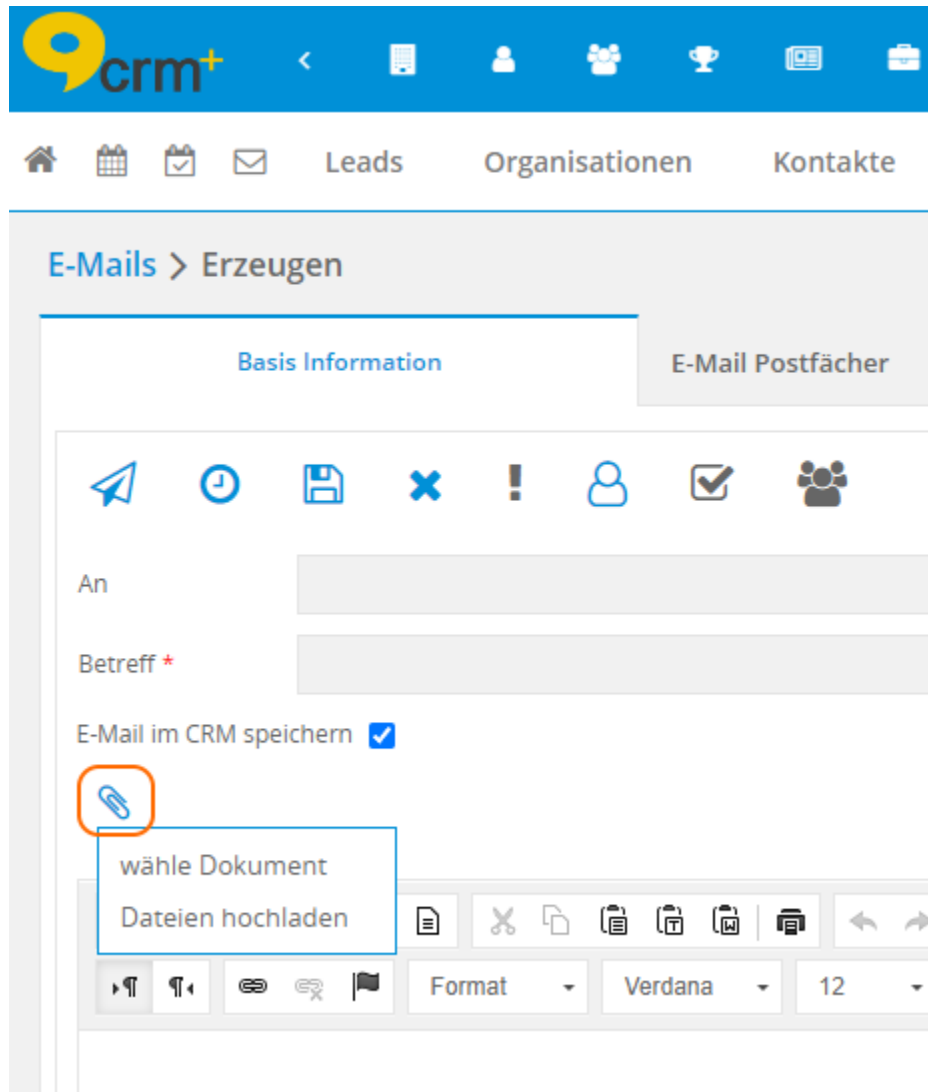 crm+
Leads Organisationen Kontakte
E-Mails > Erzeugen
Basis Information E-Mail Postfächer
An
Betreff *
E-Mail im CRM speichern
wähle Dokument
Dateien hochladen
Format Verdana 12